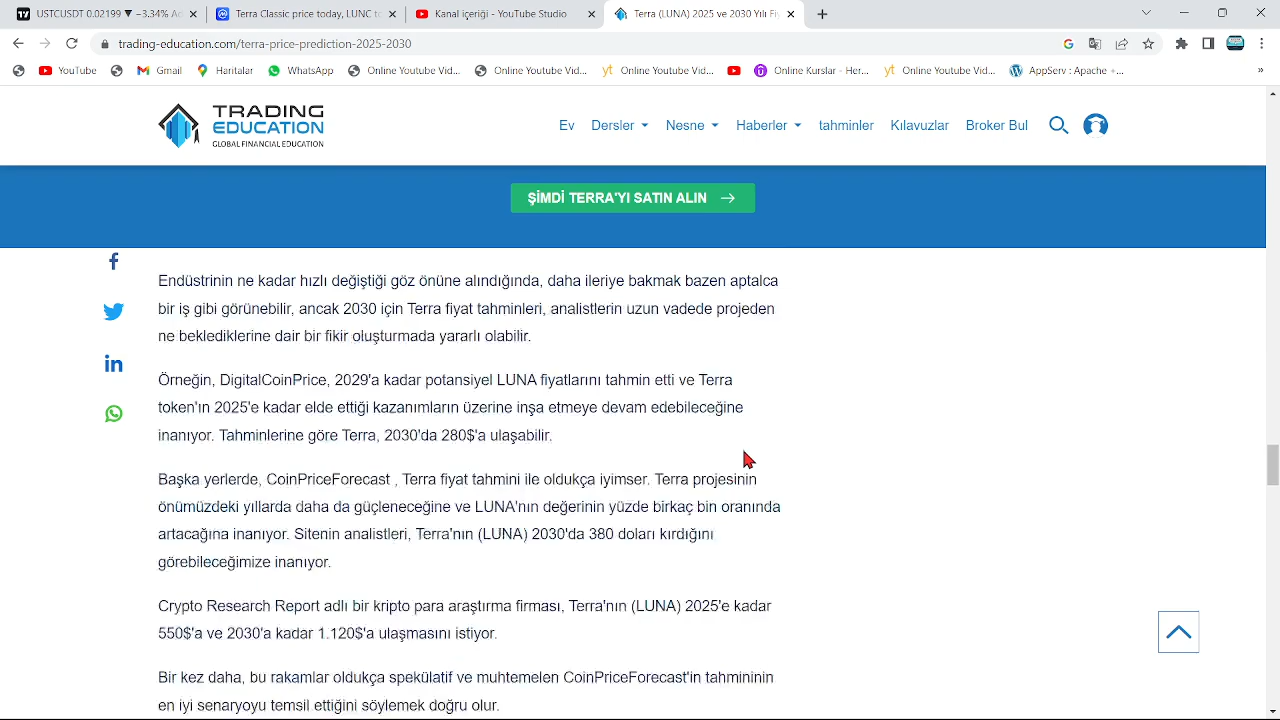 USTCUSDT 0.02199 ▼ −3.34% Ad
Terra Classic price today, LUNC to
Kanal içeriği - YouTube Studio
Terra (LUNA) 2025 ve 2030 Yılı Fiy
trading-education.com/terra-price-prediction-2025-2030
YouTube
Gmail
Haritalar
WhatsApp
Online Youtube Vid...
Online Youtube Vid...
yt Online Youtube Vid...
Online Kurslar - Her...
yt Online Youtube Vid...
AppServ : Apache +...
»
TRADING
EDUCATION
GLOBAL FINANCIAL EDUCATION
Ev
Dersler
Nesne
Haberler
tahminler
Kılavuzlar
Broker Bul
ŞİMDİ TERRA'YI SATIN ALIN
Endüstrinin ne kadar hızlı değiştiği göz önüne alındığında, daha ileriye bakmak bazen aptalca
bir iş gibi görünebilir, ancak 2030 için Terra fiyat tahminleri, analistlerin uzun vadede projeden
ne beklediklerine dair bir fikir oluşturmada yararlı olabilir.
Örneğin, DigitalCoinPrice, 2029'a kadar potansiyel LUNA fiyatlarını tahmin etti ve Terra
token'ın 2025'e kadar elde ettiği kazanımların üzerine inşa etmeye devam edebileceğine
inanıyor. Tahminlerine göre Terra, 2030'da 280$'a ulaşabilir.
Başka yerlerde, CoinPriceForecast , Terra fiyat tahmini ile oldukça iyimser. Terra projesinin
önümüzdeki yıllarda daha da güçleneceğine ve LUNA'nın değerinin yüzde birkaç bin oranında
artacağına inanıyor. Sitenin analistleri, Terra'nın (LUNA) 2030'da 380 doları kırdığını
görebileceğimize inanıyor.
Crypto Research Report adlı bir kripto para araştırma firması, Terra'nın (LUNA) 2025'e kadar
550$'a ve 2030'a kadar 1.120$'a ulaşmasını istiyor.
Bir kez daha, bu rakamlar oldukça spekülatif ve muhtemelen CoinPriceForecast'in tahmininin
en iyi senaryoyu temsil ettiğini söylemek doğru olur.